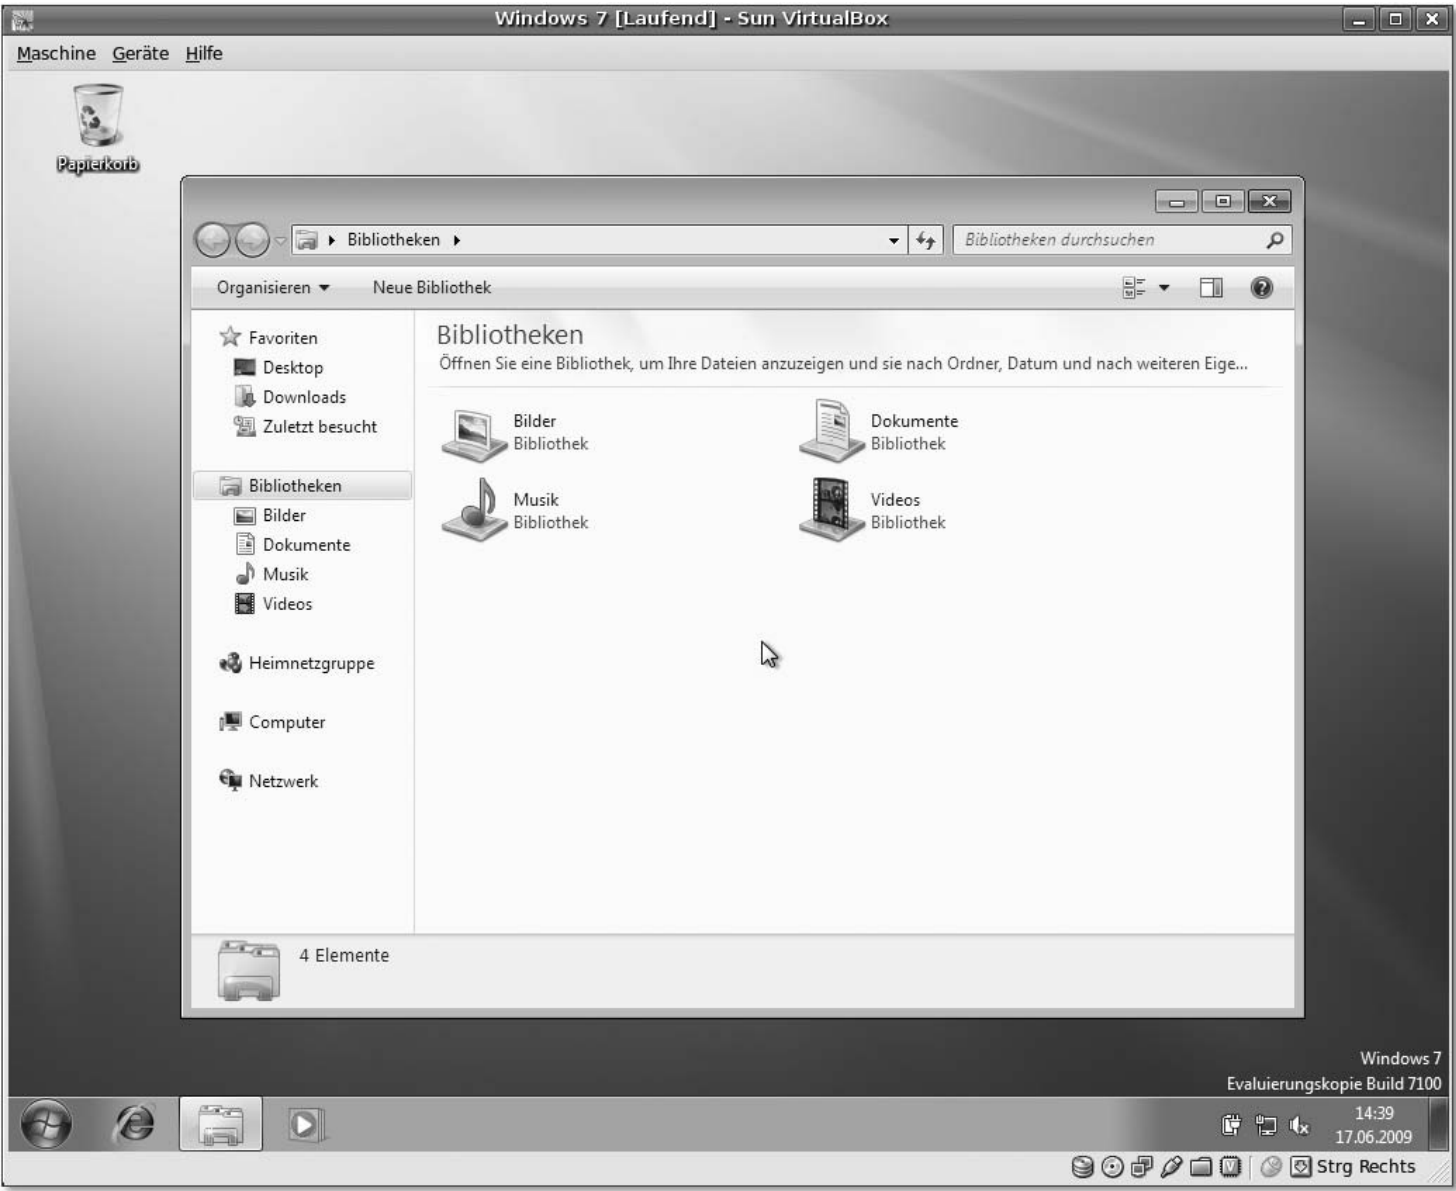 Windows 7 [Laufend] - Sun VirtualBox
Maschine Geräte Hilfe
Papierkorb
Bibliotheken
Bibliotheken durchsuchen
Organisieren Neue Bibliothek
Favoriten
Desktop
Downloads
Zuletzt besucht
Bibliotheken
Bilder
Dokumente
Musik
Videos
Heimnetzgruppe
Computer
Netzwerk
Bibliotheken
Öffnen Sie eine Bibliothek, um Ihre Dateien anzuzeigen und sie nach Ordner, Datum und nach weiteren Eige...
Bilder
Bibliothek
Dokumente
Bibliothek
Musik
Bibliothek
Videos
Bibliothek
4 Elemente
Windows 7
Evaluierungskopie Build 7100
14:39
17.06.2009
Strg Rechts